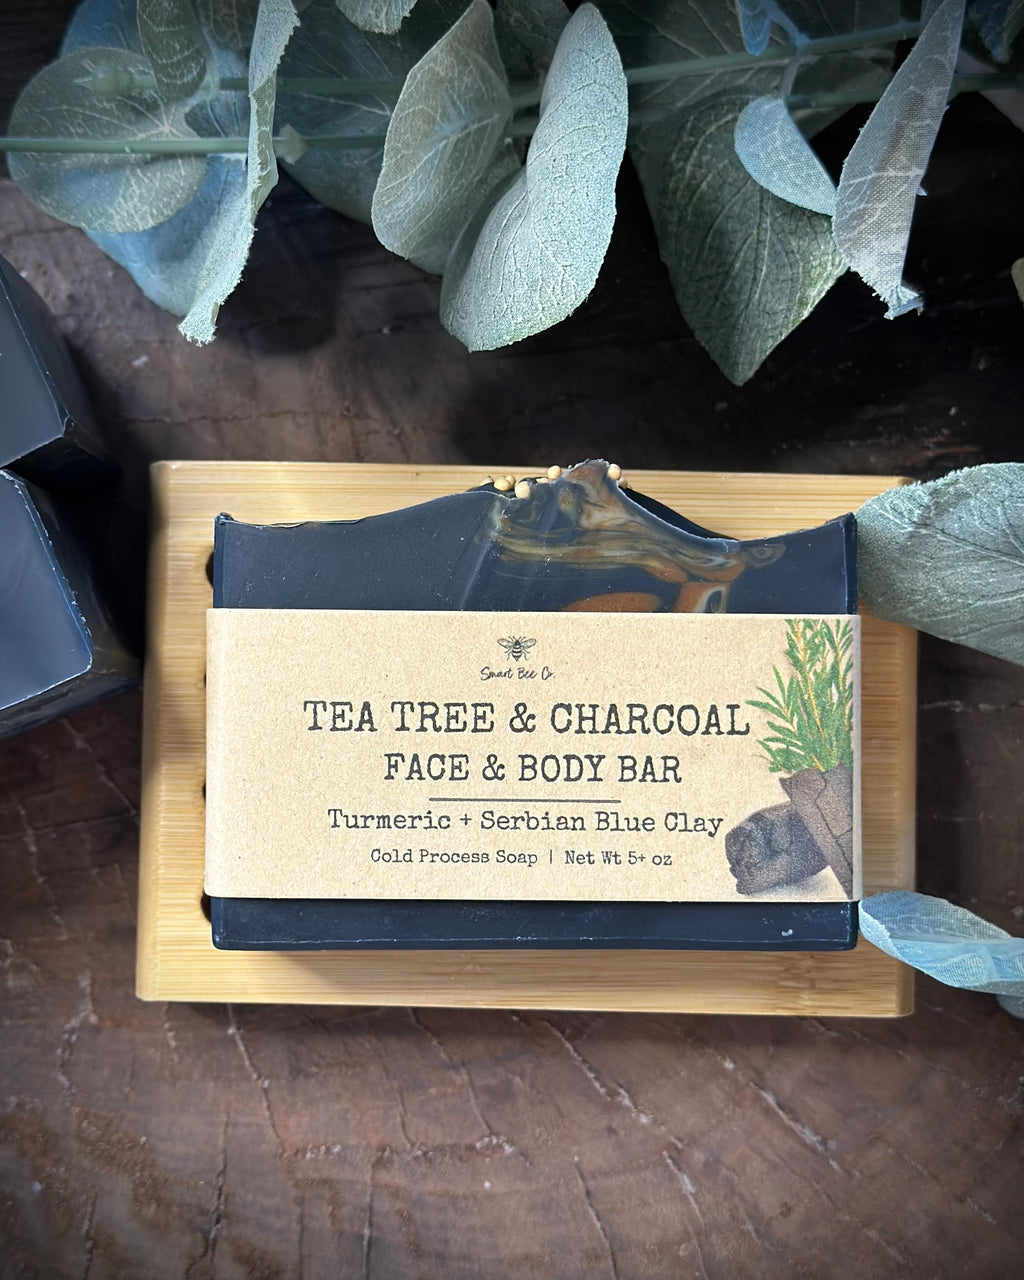 Smart Bee Co.
TEA TREE & CHARCOAL
FACE & BODY BAR
Turmeric + Serbian Blue Clay
Cold Process Soap | Net Wt 5+ oz